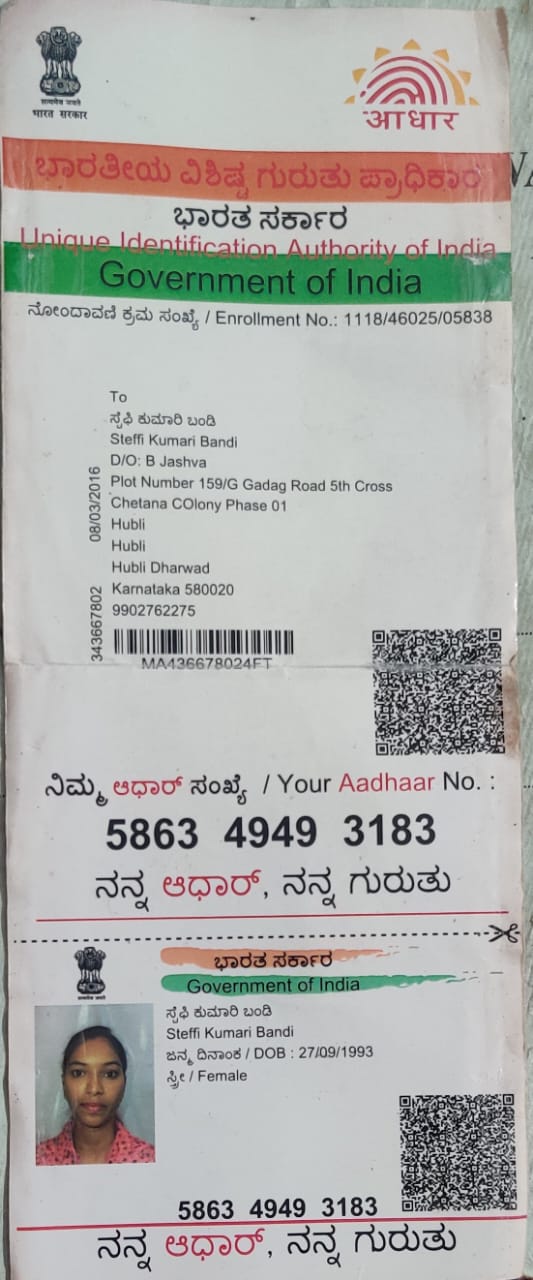 सत्यमेव जयते
भारत सरकार
आधार
ಭಾರತೀಯ ವಿಶಿಷ್ಟ ಗುರುತು ಪ್ರಾಧಿಕಾರ
ಭಾರತ ಸರ್ಕಾರ
Unique Identification Authority of India
Government of India
ನೋಂದಾವಣಿ ಕ್ರಮ ಸಂಖ್ಯೆ / Enrollment No.: 1118/46025/05838
To
ಸ್ಪೆಫಿ ಕುಮಾರಿ ಬಂಡಿ
Steffi Kumari Bandi
D/O: B Jashva
Plot Number 159/G Gadag Road 5th Cross
Chetana COlony Phase 01
Hubli
Hubli
Hubli Dharwad
Karnataka 580020
9902762275
08/03/2016
343667802
MA436678024FT
ನಿಮ್ಮ ಆಧಾರ್ ಸಂಖ್ಯೆ / Your Aadhaar No. :
5863 4949 3183
ನನ್ನ ಆಧಾರ್, ನನ್ನ ಗುರುತು
ಭಾರತ ಸರ್ಕಾರ
Government of India
ಸ್ಪೆಫಿ ಕುಮಾರಿ ಬಂಡಿ
Steffi Kumari Bandi
ಜನ್ಮ ದಿನಾಂಕ / DOB : 27/09/1993
ಸ್ತ್ರೀ / Female
5863 4949 3183
ನನ್ನ ಆಧಾರ್, ನನ್ನ ಗುರುತು